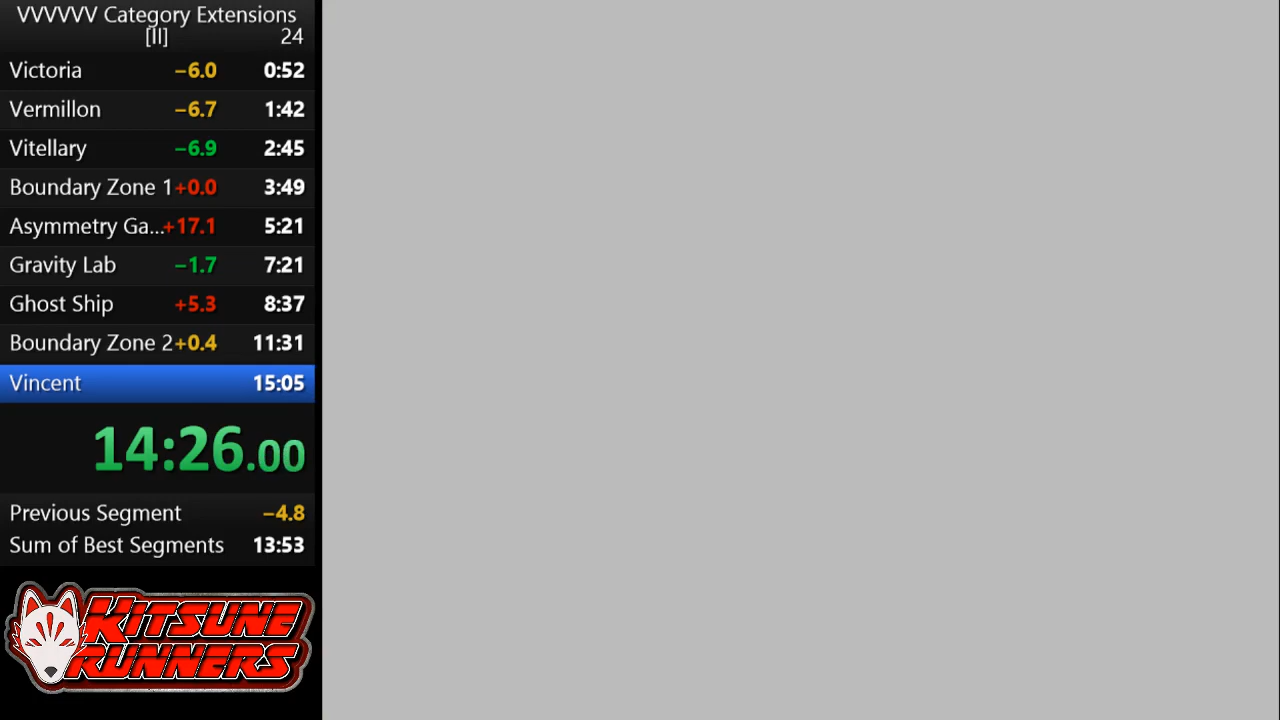 VVVVVV Category Extensions
[II] 24
Victoria −6.0 0:52
Vermillon −6.7 1:42
Vitellary −6.9 2:45
Boundary Zone 1 +0.0 3:49
Asymmetry Ga... +17.1 5:21
Gravity Lab −1.7 7:21
Ghost Ship +5.3 8:37
Boundary Zone 2 +0.4 11:31
Vincent 15:05
14:26.00
Previous Segment −4.8
Sum of Best Segments 13:53
KITSUNE
RUNNERS